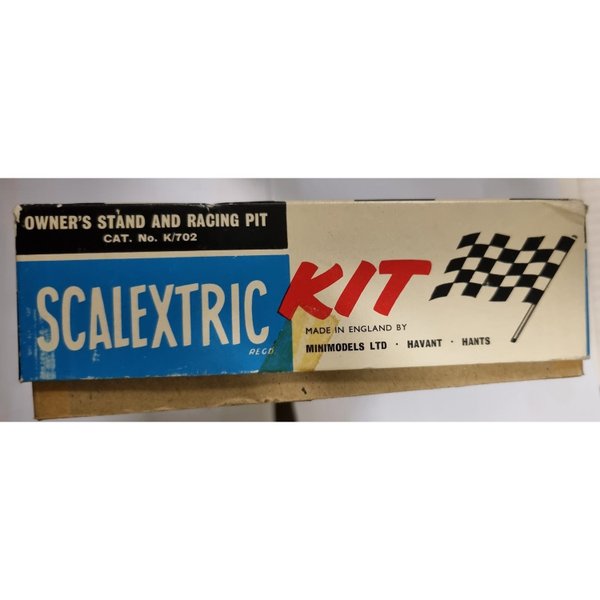 OWNER'S STAND AND RACING PIT
CAT. No. K/702
SCALEXTRIC KIT
REGD.
MADE IN ENGLAND BY
MINIMODELS LTD · HAVANT · HANTS